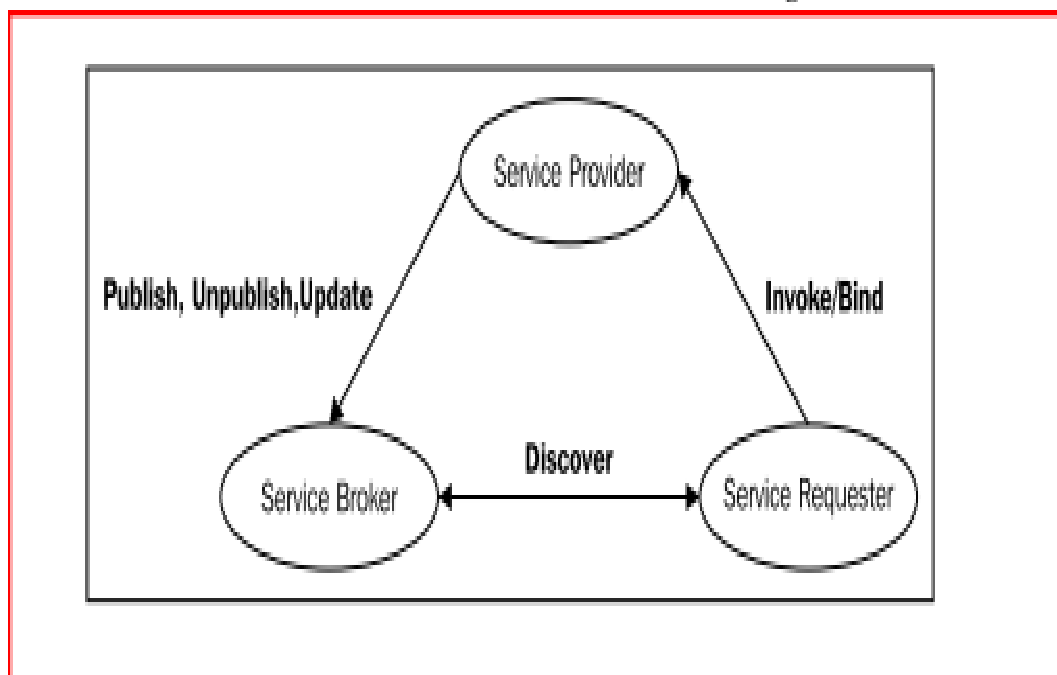 Service Provider
Publish, Unpublish,Update
Invoke/Bind
Discover
Service Broker
Service Requester